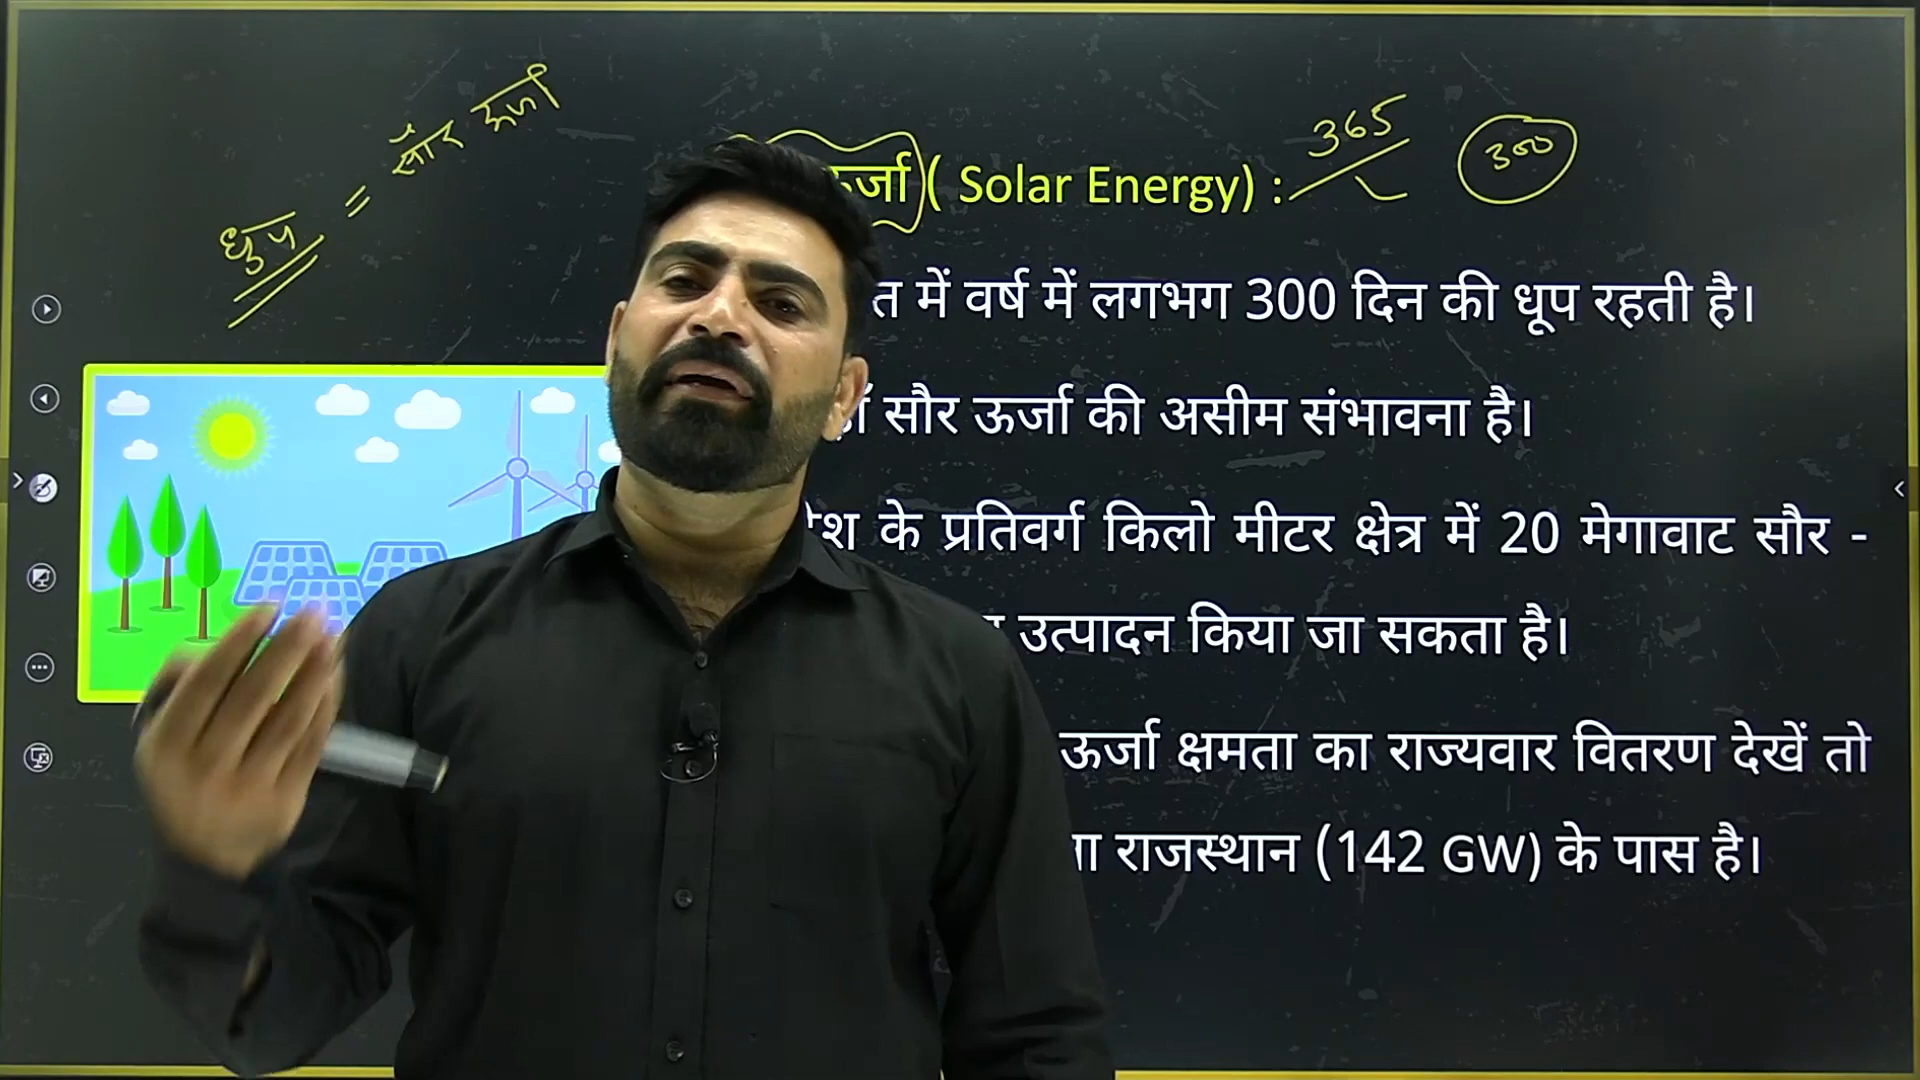 धुप = सौर ऊर्जा
ऊर्जा ( Solar Energy) :
365
300
में वर्ष में लगभग 300 दिन की धूप रहती है।
सौर ऊर्जा की असीम संभावना है।
के प्रतिवर्ग किलो मीटर क्षेत्र में 20 मेगावाट सौर -
उत्पादन किया जा सकता है।
ऊर्जा क्षमता का राज्यवार वितरण देखें तो
राजस्थान (142 GW) के पास है।